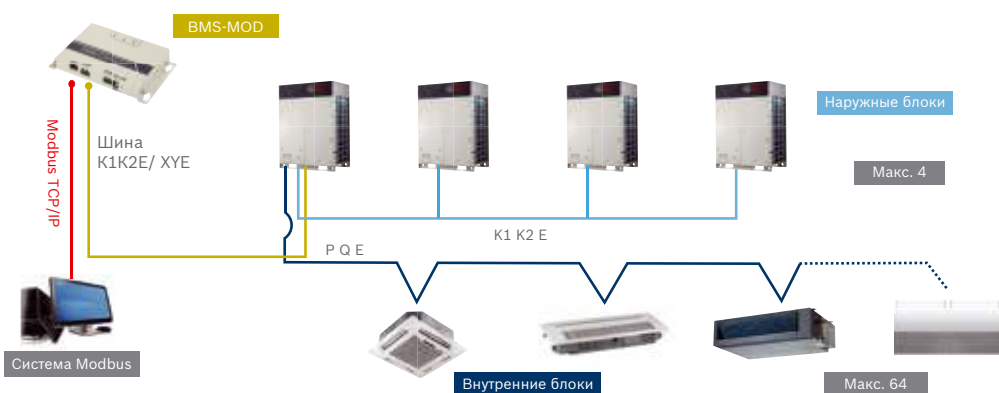 BMS-MOD
Наружные блоки
Modbus TCP/IP
Шина
K1K2E/ XYE
Макс. 4
K1 K2 E
P Q E
Система Modbus
Внутренние блоки
Макс. 64